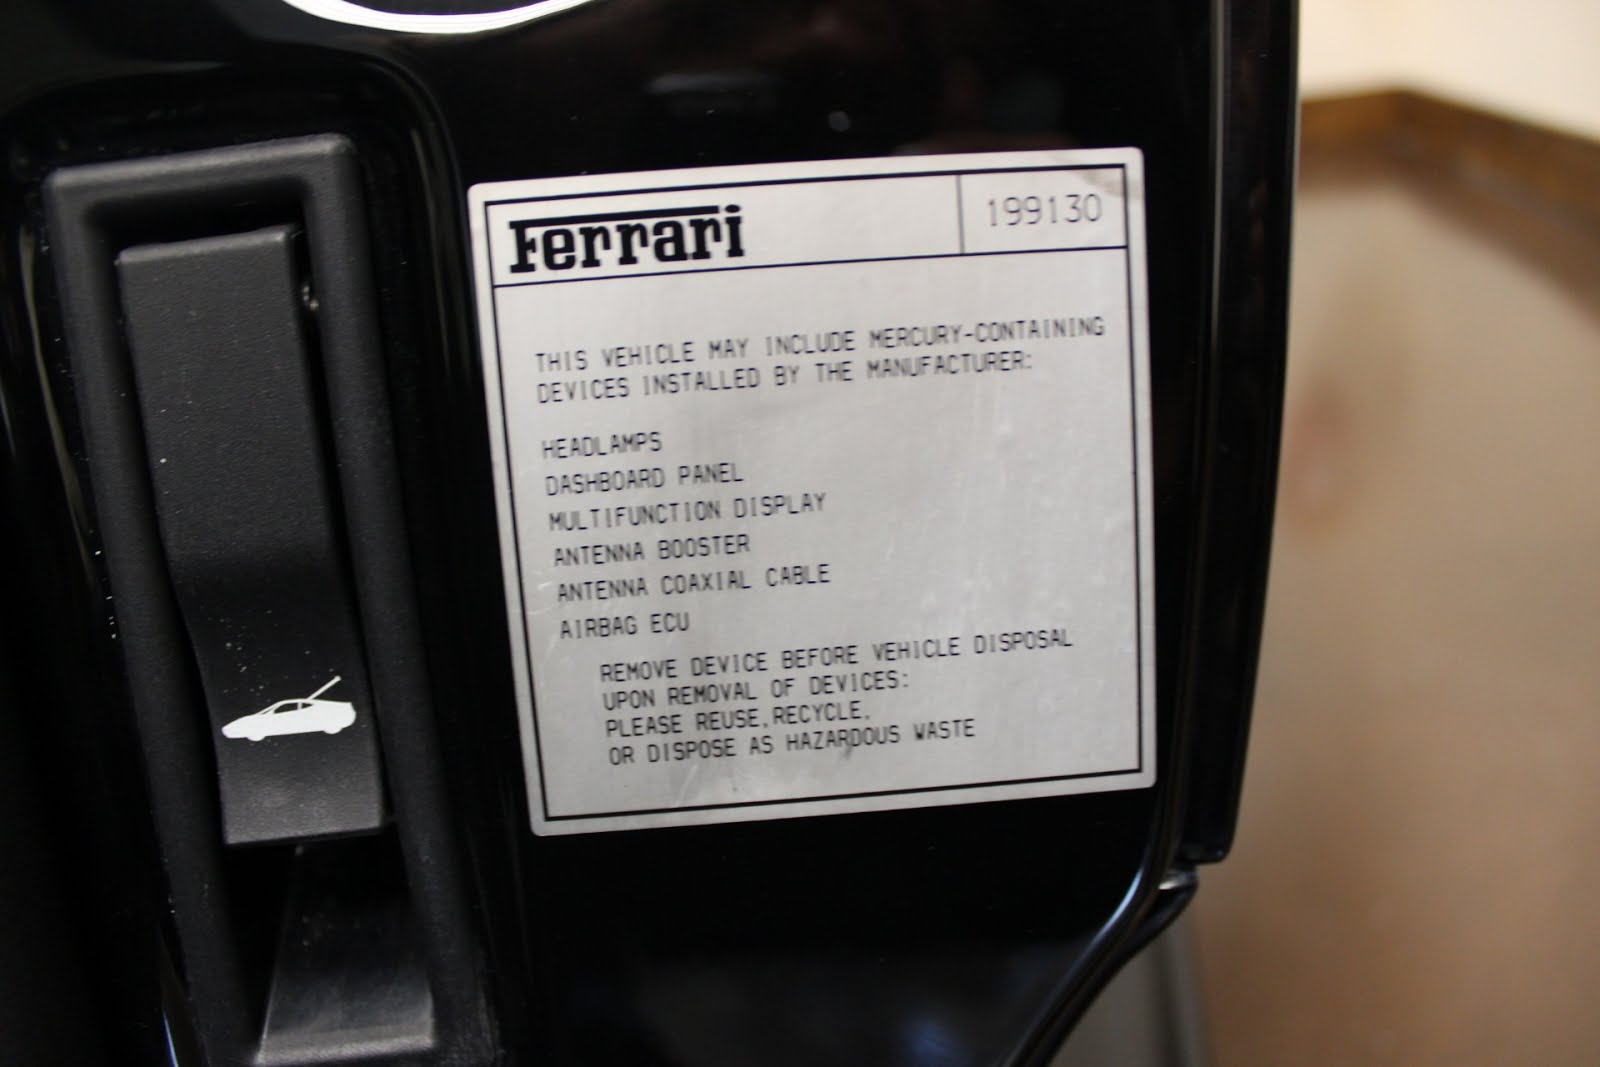 Ferrari 199130
THIS VEHICLE MAY INCLUDE MERCURY-CONTAINING
DEVICES INSTALLED BY THE MANUFACTURER:
HEADLAMPS
DASHBOARD PANEL
MULTIFUNCTION DISPLAY
ANTENNA BOOSTER
ANTENNA COAXIAL CABLE
AIRBAG ECU
REMOVE DEVICE BEFORE VEHICLE DISPOSAL
UPON REMOVAL OF DEVICES:
PLEASE REUSE,RECYCLE,
OR DISPOSE AS HAZARDOUS WASTE